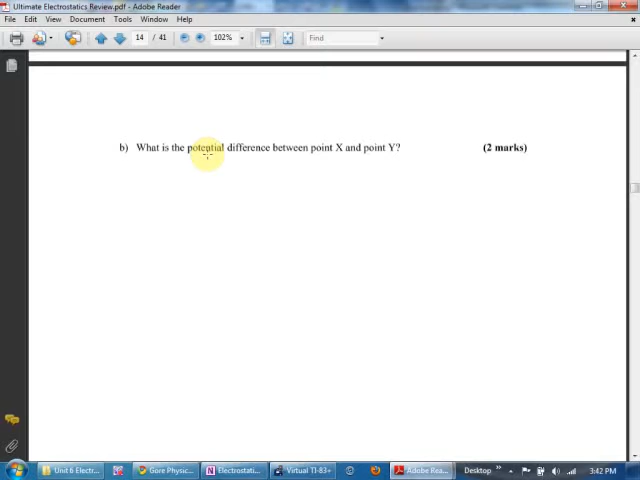 Ultimate Electrostatics Review.pdf - Adobe Reader
File Edit View Document Tools Window Help
14 / 41 102% Find
b) What is the potential difference between point X and point Y? (2 marks)
Unit 6 Electr... Gore Physic... Electrostati... Virtual TI-83+ Adobe Rea... Desktop » 3:42 PM